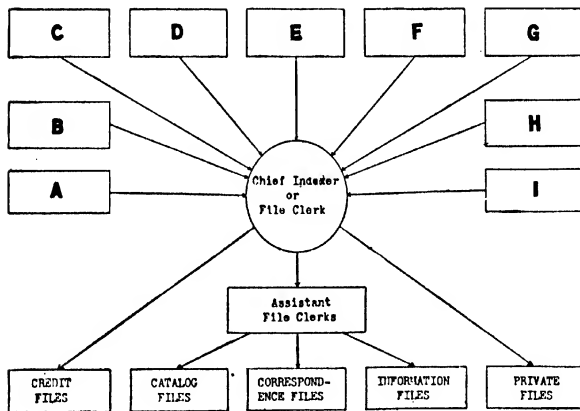 C
D
E
F
G
B
H
A
I
Chief Indexer
or
File Clerk
Assistant
File Clerks
CREDIT
FILES
CATALOG
FILES
CORRESPOND-
ENCE FILES
INFORMATION
FILES
PRIVATE
FILES